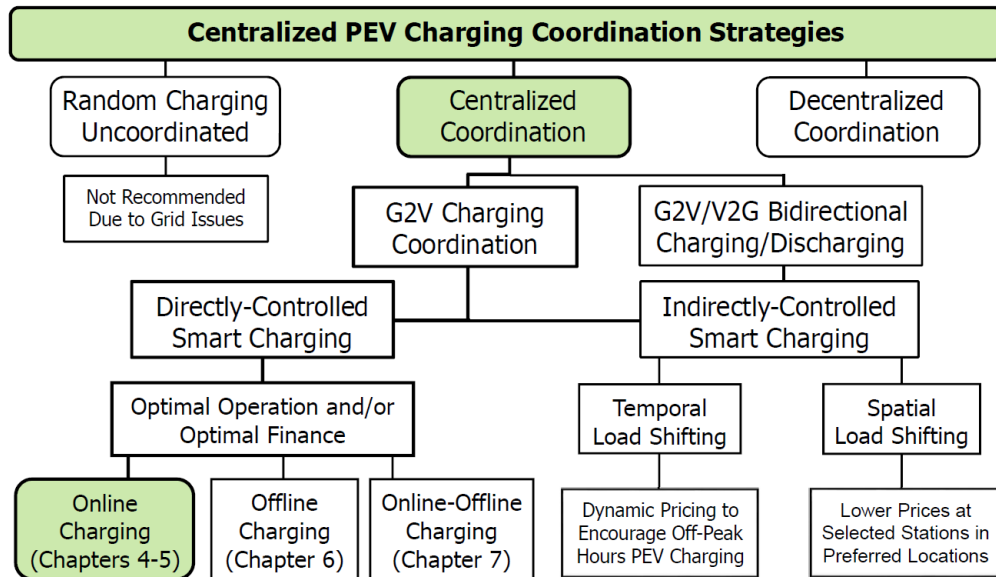 Centralized PEV Charging Coordination Strategies
Random Charging
Uncoordinated
Centralized
Coordination
Decentralized
Coordination
Not Recommended
Due to Grid Issues
G2V Charging
Coordination
G2V/V2G Bidirectional
Charging/Discharging
Directly-Controlled
Smart Charging
Indirectly-Controlled
Smart Charging
Optimal Operation and/or
Optimal Finance
Temporal
Load Shifting
Spatial
Load Shifting
Online
Charging
(Chapters 4-5)
Offline
Charging
(Chapter 6)
Online-Offline
Charging
(Chapter 7)
Dynamic Pricing to
Encourage Off-Peak
Hours PEV Charging
Lower Prices at
Selected Stations in
Preferred Locations